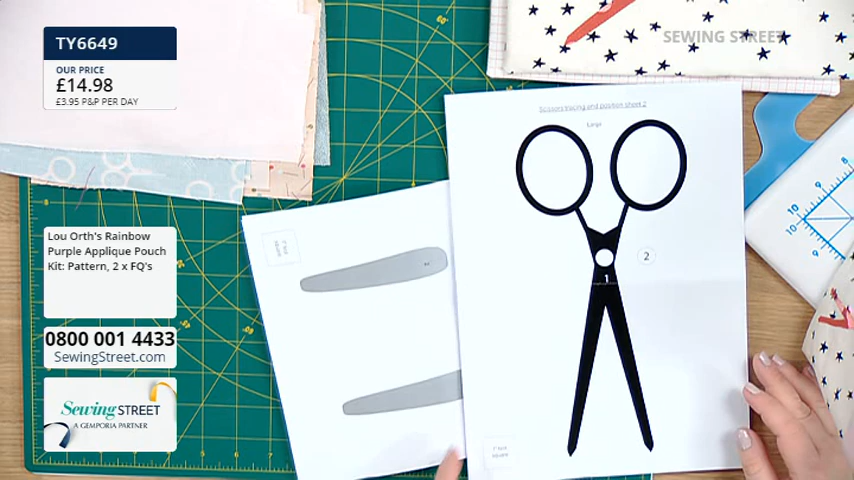 TY6649
OUR PRICE
£14.98
£3.95 P&P PER DAY
Lou Orth's Rainbow
Purple Applique Pouch
Kit: Pattern, 2 x FQ's
0800 001 4433
SewingStreet.com
Sewing STREET
A GEMPORIA PARTNER
SEWING STREET
Scissors tracing and position sheet 2
Large
1
2